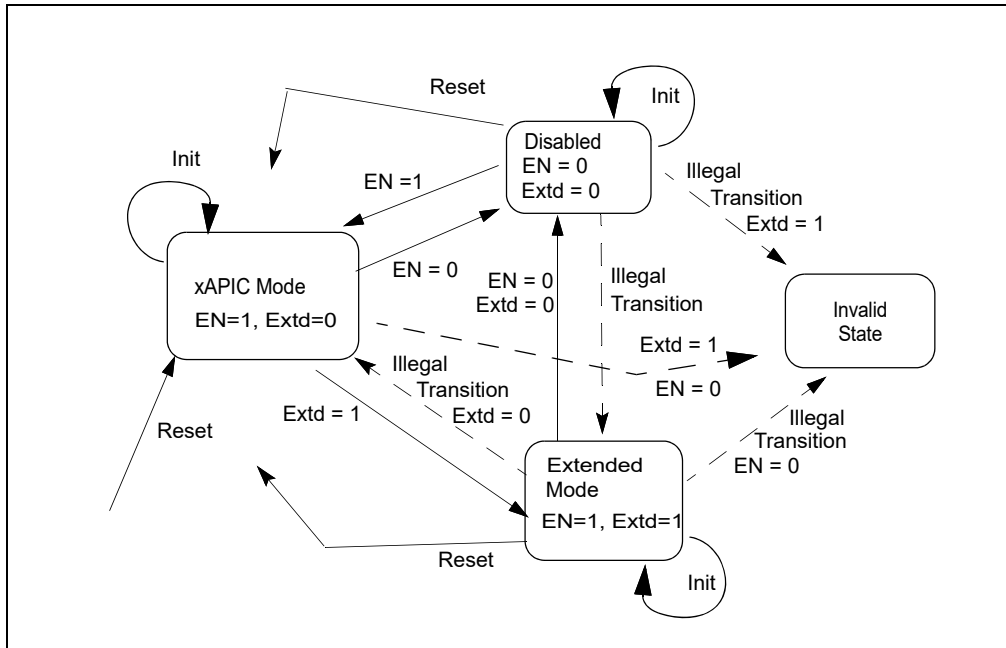 Reset
Init
Disabled
EN = 0
Extd = 0
Illegal
Transition
Extd = 1
Init
EN =1
xAPIC Mode
EN=1, Extd=0
EN = 0
EN = 0
Extd = 0
Illegal
Transition
Invalid
State
Extd = 1
EN = 0
Illegal
Transition
Extd = 0
Extd = 1
Reset
Illegal
Transition
EN = 0
Extended
Mode
EN=1, Extd=1
Reset
Init